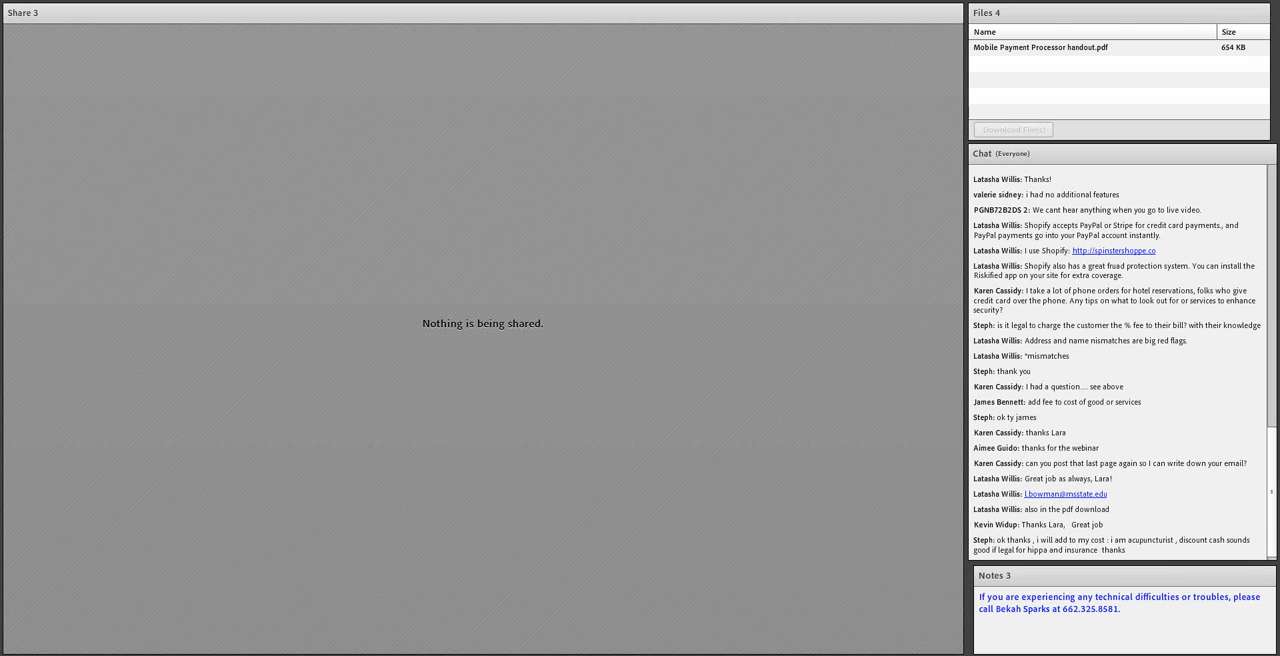 Share 3
Nothing is being shared.
Files 4
Name Size
Mobile Payment Processor handout.pdf 654 KB
Download File(s)
Chat (Everyone)
Latasha Willis: Thanks!
valerie sidney: i had no additional features
PGNB72B2DS 2: We cant hear anything when you go to live video.
Latasha Willis: Shopify accepts PayPal or Stripe for credit card payments., and
PayPal payments go into your PayPal account instantly.
Latasha Willis: I use Shopify: http://spinstershoppe.co
Latasha Willis: Shopify also has a great fruad protection system. You can install the
Riskified app on your site for extra coverage.
Karen Cassidy: I take a lot of phone orders for hotel reservations, folks who give
credit card over the phone. Any tips on what to look out for or services to enhance
security?
Steph: is it legal to charge the customer the % fee to their bill? with their knowledge
Latasha Willis: Address and name nismatches are big red flags.
Latasha Willis: *mismatches
Steph: thank you
Karen Cassidy: I had a question.... see above
James Bennett: add fee to cost of good or services
Steph: ok ty james
Karen Cassidy: thanks Lara
Aimee Guido: thanks for the webinar
Karen Cassidy: can you post that last page again so I can write down your email?
Latasha Willis: Great job as always, Lara!
Latasha Willis: l.bowman@msstate.edu
Latasha Willis: also in the pdf download
Kevin Widup: Thanks Lara, Great job
Steph: ok thanks , i will add to my cost : i am acupuncturist , discount cash sounds
good if legal for hippa and insurance thanks
Notes 3
If you are experiencing any technical difficulties or troubles, please
call Bekah Sparks at 662.325.8581.